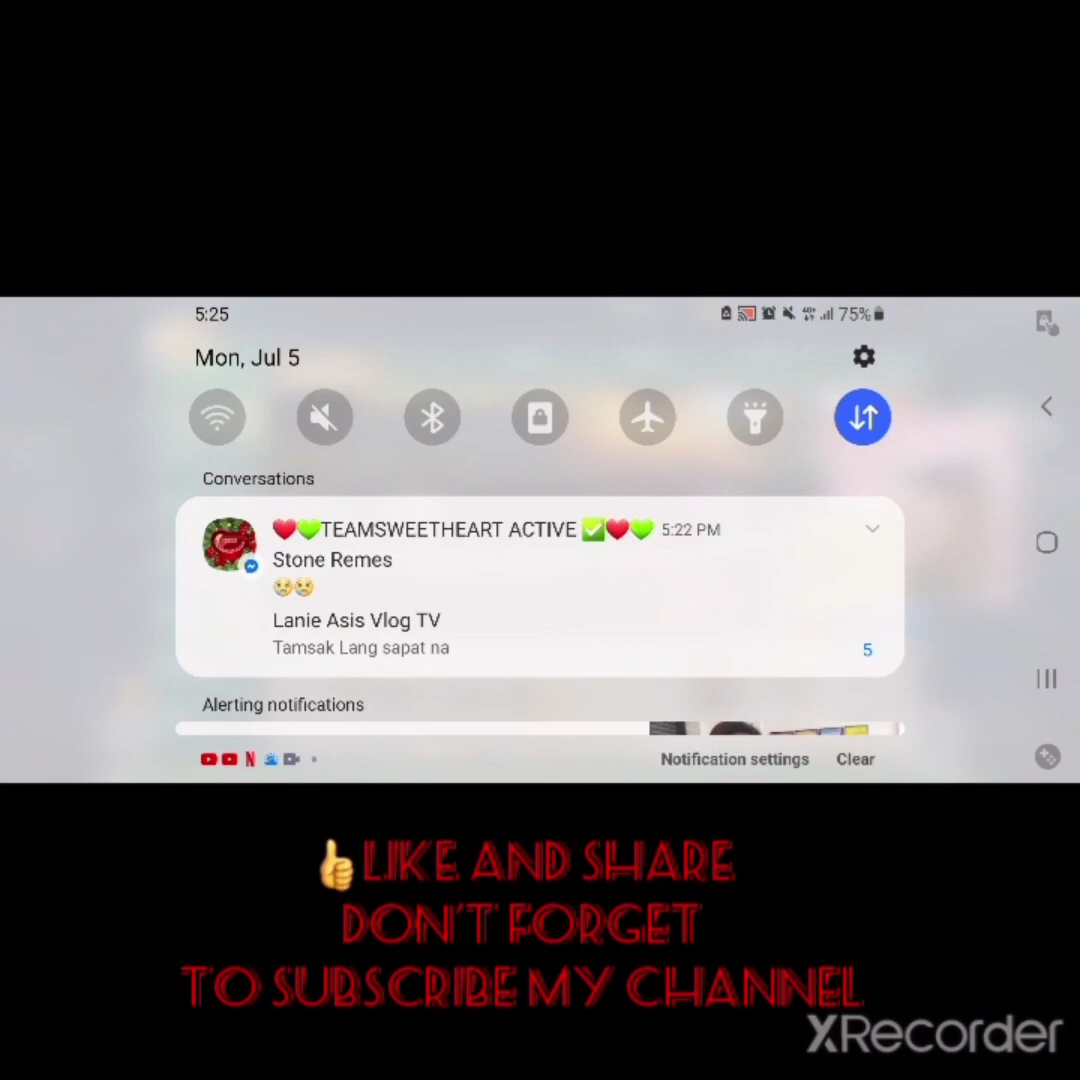 5:25
75%
Mon, Jul 5
Conversations
❤️💚TEAMSWEETHEART ACTIVE ✅❤️💚 5:22 PM
Stone Remes
😢😢
Lanie Asis Vlog TV
Tamsak Lang sapat na
5
Alerting notifications
Notification settings Clear
👍LIKE AND SHARE
DON'T FORGET
TO SUBSCRIBE MY CHANNEL
XRecorder